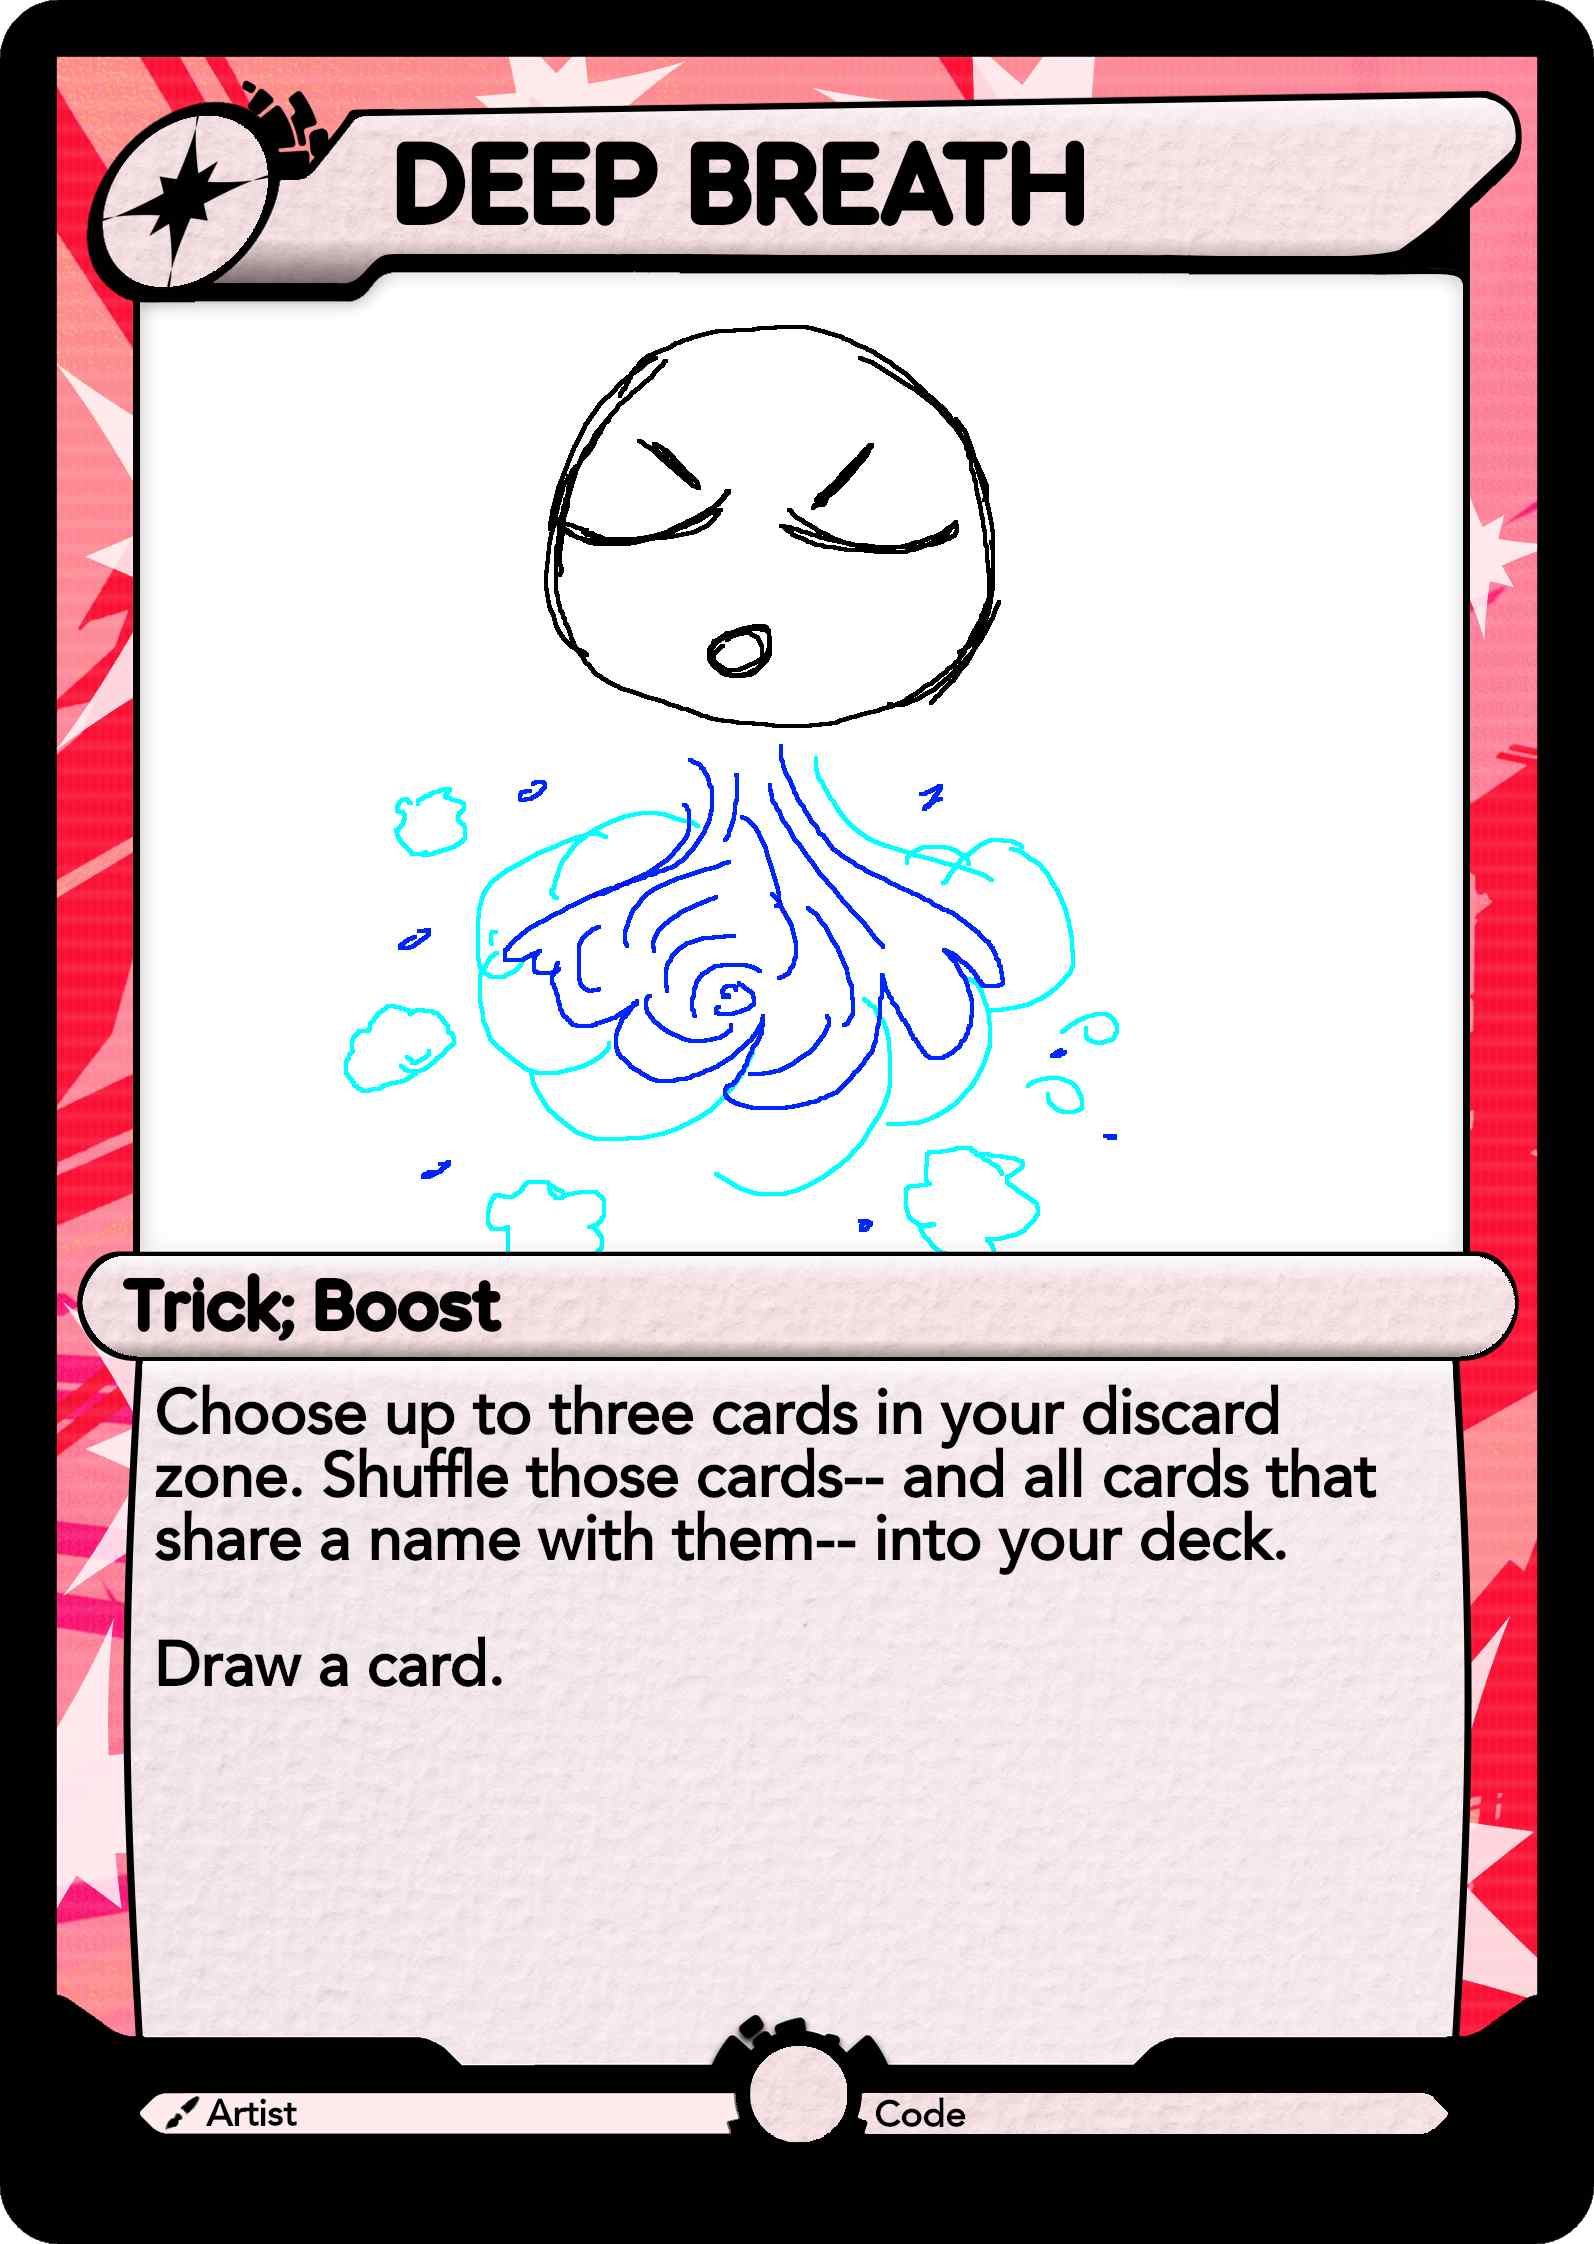 DEEP BREATH
Trick; Boost
Choose up to three cards in your discard
zone. Shuffle those cards-- and all cards that
share a name with them-- into your deck.
Draw a card.
Artist
Code